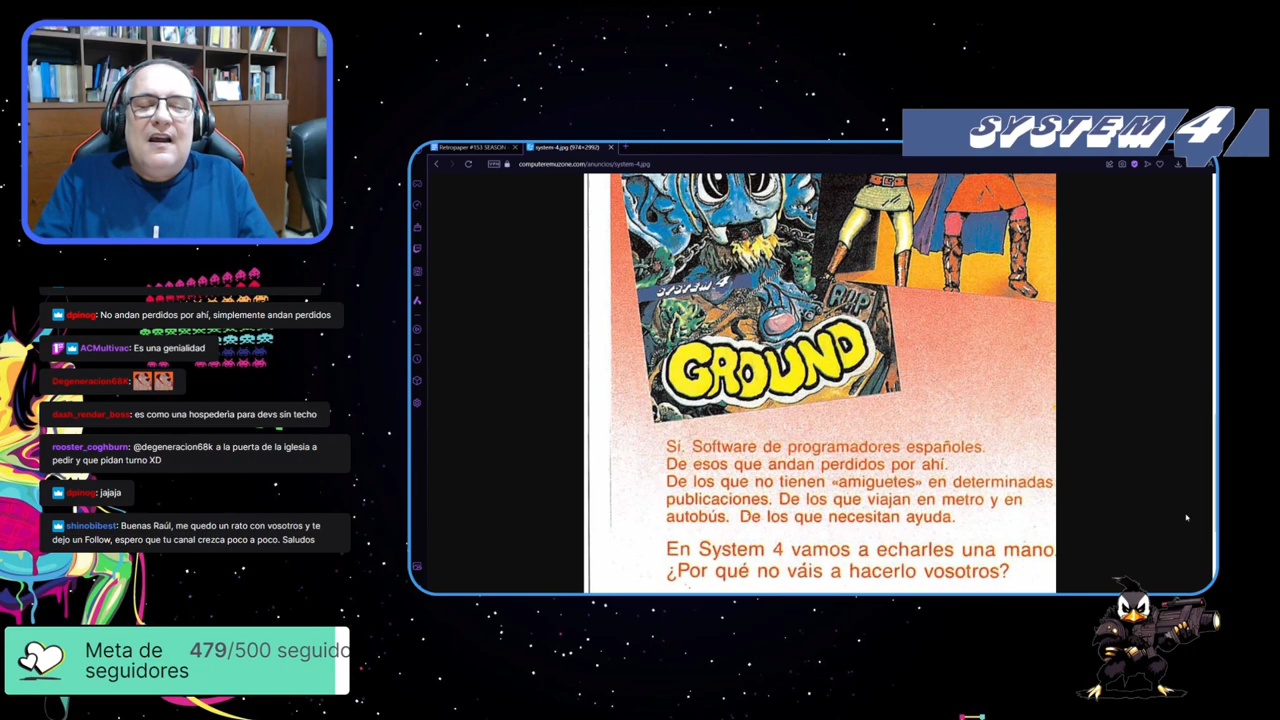 SYSTEM 4
Retropaper #153 SEASON
system-4.jpg (974×2992)
VPN
computeremuzone.com/anuncios/system-4.jpg
SYSTEM 4
GROUND
Si. Software de programadores españoles.
De esos que andan perdidos por ahí.
De los que no tienen «amiguetes» en determinadas
publicaciones. De los que viajan en metro y en
autobús. De los que necesitan ayuda.
En System 4 vamos a echarles una mano.
¿Por qué no váis a hacerlo vosotros?
dpinog: No andan perdidos por ahí, simplemente andan perdidos
ACMultivac: Es una genialidad
Degeneracion68K:
dash_rendar_boss: es como una hospedería para devs sin techo
rooster_coghburn: @degeneracion68k a la puerta de la iglesia a
pedir y que pidan turno XD
dpinog: jajaja
shinobibest: Buenas Raúl, me quedo un rato con vosotros y te
dejo un Follow, espero que tu canal crezca poco a poco. Saludos
Meta de 479/500 seguido
seguidores